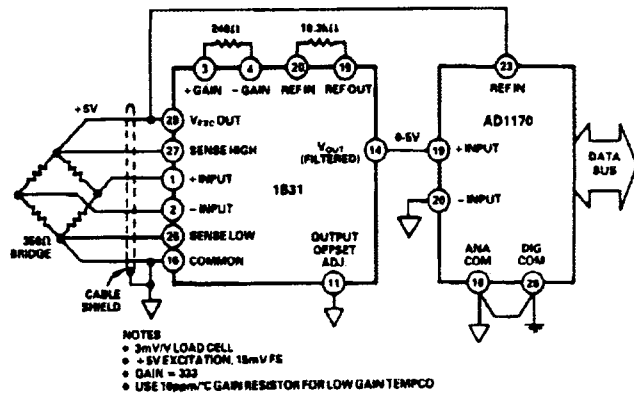 240Ω 10.2kΩ
3 4 20 19 23
+ GAIN - GAIN REF IN REF OUT REF IN
AD1170
+5V
28 VEXC OUT
27 SENSE HIGH
1 + INPUT
2 - INPUT
26 SENSE LOW
16 COMMON
1B31
VOUT
(FILTERED)
14
0-5V
19 + INPUT
20 - INPUT
DATA
BUS
350Ω
BRIDGE
CABLE
SHIELD
OUTPUT
OFFSET
ADJ.
11
ANA
COM
DIG
COM
18
NOTES
3mV/V LOAD CELL
+5V EXCITATION, 15mV FS
GAIN = 333
USE 10ppm/°C GAIN RESISTOR FOR LOW GAIN TEMPCO